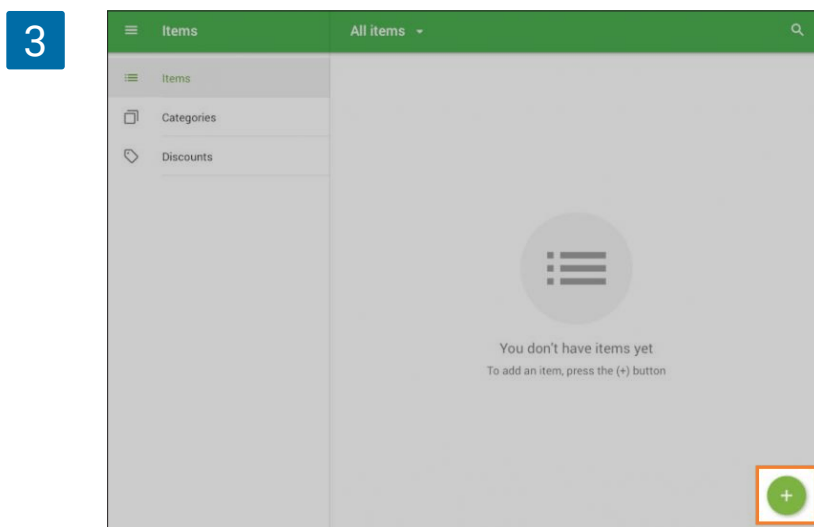 3
Items
All items
Items
Categories
Discounts
You don't have items yet
To add an item, press the (+) button
+